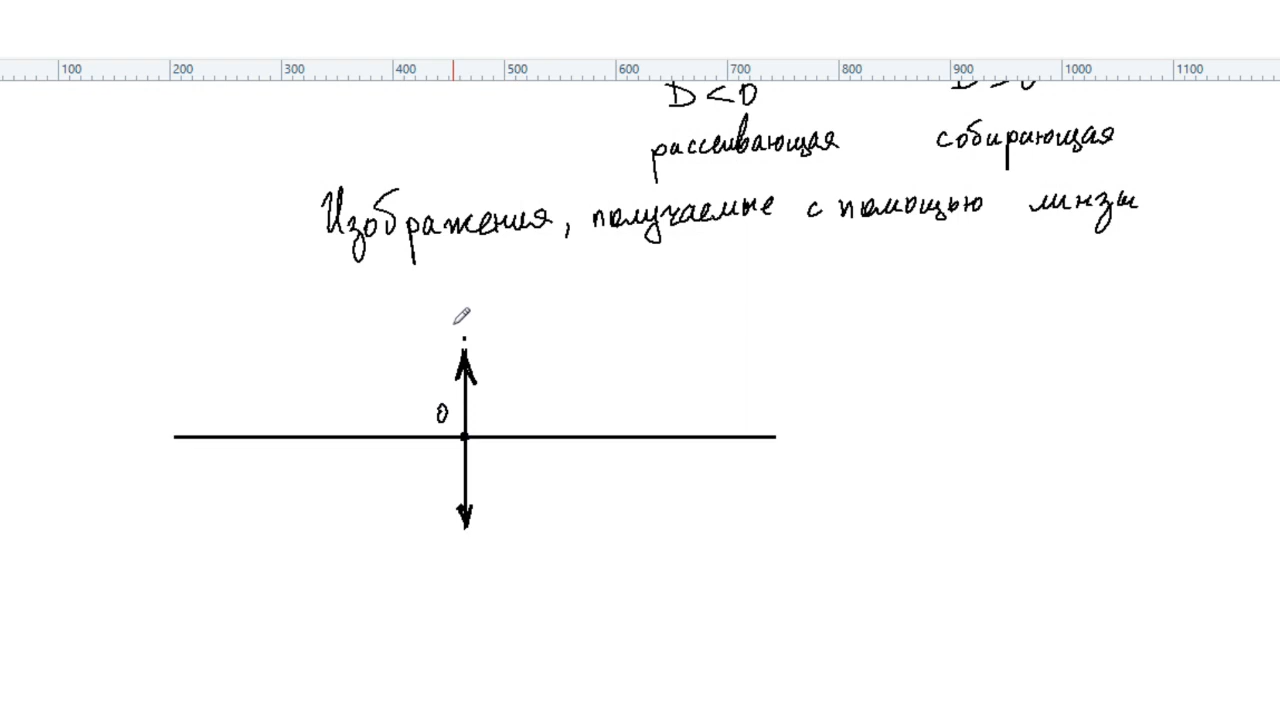 100 200 300 400 500 600 700 800 900 1000 1100
D < 0
рассеивающая собирающая
Изображения, получаемые с помощью линзы
0